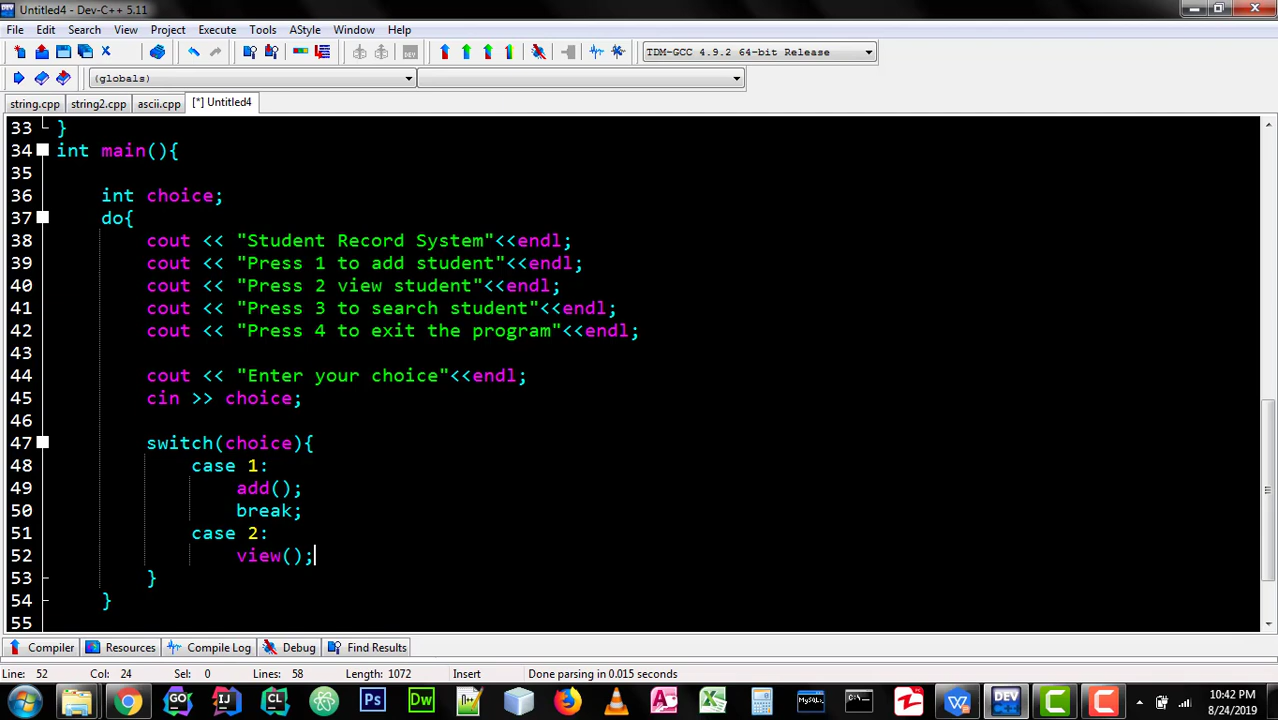 Untitled4 - Dev-C++ 5.11
File Edit Search View Project Execute Tools AStyle Window Help
TDM-GCC 4.9.2 64-bit Release
(globals)
string.cpp string2.cpp ascii.cpp [*] Untitled4
33 }
34 int main(){
35
36 int choice;
37 do{
38 cout << "Student Record System"<<endl;
39 cout << "Press 1 to add student"<<endl;
40 cout << "Press 2 view student"<<endl;
41 cout << "Press 3 to search student"<<endl;
42 cout << "Press 4 to exit the program"<<endl;
43
44 cout << "Enter your choice"<<endl;
45 cin >> choice;
46
47 switch(choice){
48 case 1:
49 add();
50 break;
51 case 2:
52 view();
53 }
54 }
55
Compiler Resources Compile Log Debug Find Results
Line: 52 Col: 24 Sel: 0 Lines: 58 Length: 1072 Insert Done parsing in 0.015 seconds
GO IJ CL Ps Dw MySQL DEV C C 10:42 PM
8/24/2019